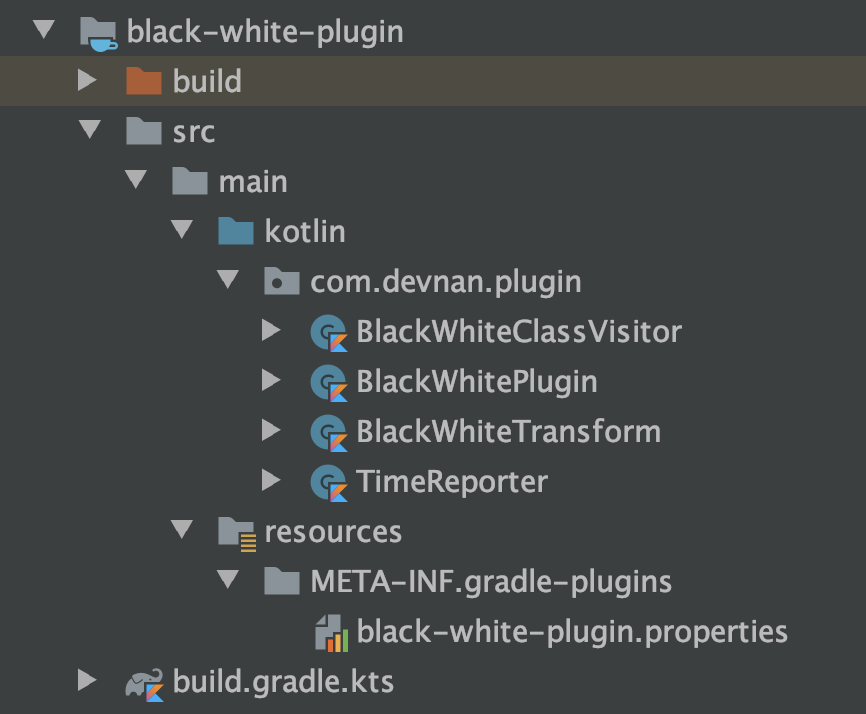 black-white-plugin
build
src
main
kotlin
com.devnan.plugin
BlackWhiteClassVisitor
BlackWhitePlugin
BlackWhiteTransform
TimeReporter
resources
META-INF.gradle-plugins
black-white-plugin.properties
build.gradle.kts